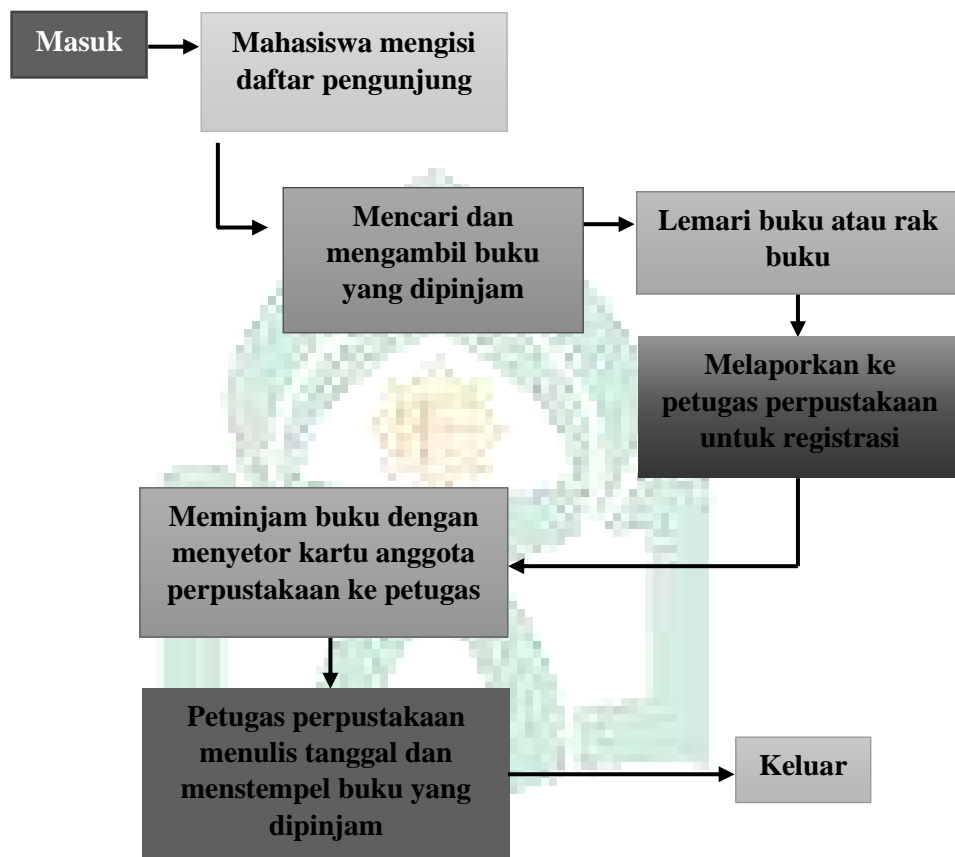 Masuk
Mahasiswa mengisi
daftar pengunjung
Mencari dan
mengambil buku
yang dipinjam
Lemari buku atau rak
buku
Melaporkan ke
petugas perpustakaan
untuk registrasi
Meminjam buku dengan
menyetor kartu anggota
perpustakaan ke petugas
Petugas perpustakaan
menulis tanggal dan
menstempel buku yang
dipinjam
Keluar